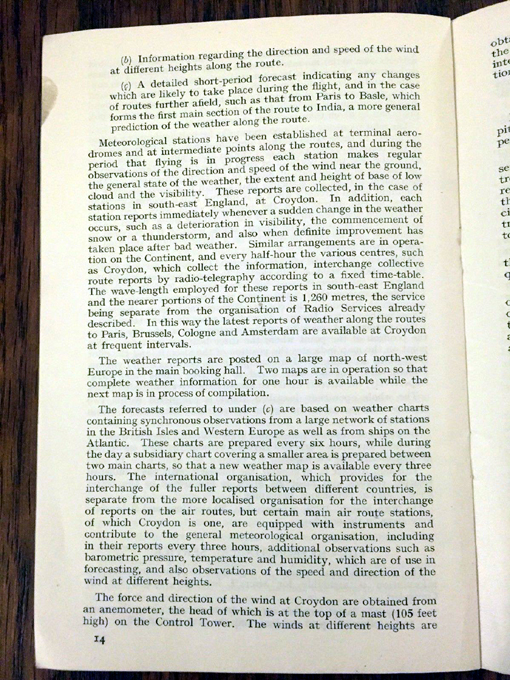 (b) Information regarding the direction and speed of the wind
at different heights along the route.
(c) A detailed short-period forecast indicating any changes
which are likely to take place during the flight, and in the case
of routes further afield, such as that from Paris to Basle, which
forms the first main section of the route to India, a more general
prediction of the weather along the route.
Meteorological stations have been established at terminal aero-
dromes and at intermediate points along the routes, and during the
period that flying is in progress each station makes regular
observations of the direction and speed of the wind near the ground,
the general state of the weather, the extent and height of base of low
cloud and the visibility. These reports are collected, in the case of
stations in south-east England, at Croydon. In addition, each
station reports immediately whenever a sudden change in the weather
occurs, such as a deterioration in visibility, the commencement of
snow or a thunderstorm, and also when definite improvement has
taken place after bad weather. Similar arrangements are in opera-
tion on the Continent, and every half-hour the various centres, such
as Croydon, which collect the information, interchange collective
route reports by radio-telegraphy according to a fixed time-table.
The wave-length employed for these reports in south-east England
and the nearer portions of the Continent is 1,260 metres, the service
being separate from the organisation of Radio Services already
described. In this way the latest reports of weather along the routes
to Paris, Brussels, Cologne and Amsterdam are available at Croydon
at frequent intervals.
The weather reports are posted on a large map of north-west
Europe in the main booking hall. Two maps are in operation so that
complete weather information for one hour is available while the
next map is in process of compilation.
The forecasts referred to under (c) are based on weather charts
containing synchronous observations from a large network of stations
in the British Isles and Western Europe as well as from ships on the
Atlantic. These charts are prepared every six hours, while during
the day a subsidiary chart covering a smaller area is prepared between
two main charts, so that a new weather map is available every three
hours. The international organisation, which provides for the
interchange of the fuller reports between different countries, is
separate from the more localised organisation for the interchange
of reports on the air routes, but certain main air route stations,
of which Croydon is one, are equipped with instruments and
contribute to the general meteorological organisation, including
in their reports every three hours, additional observations such as
barometric pressure, temperature and humidity, which are of use in
forecasting, and also observations of the speed and direction of the
wind at different heights.
The force and direction of the wind at Croydon are obtained from
an anemometer, the head of which is at the top of a mast (105 feet
high) on the Control Tower. The winds at different heights are
14